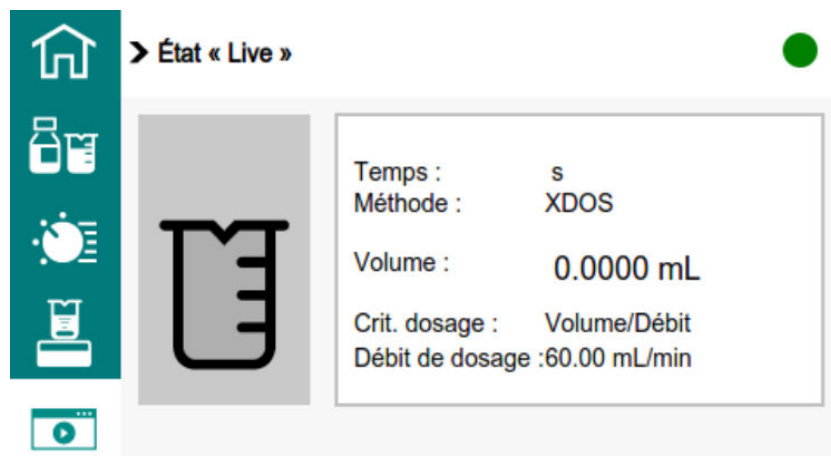 État « Live »
Temps : s
Méthode : XDOS
Volume : 0.0000 mL
Crit. dosage : Volume/Débit
Débit de dosage :60.00 mL/min